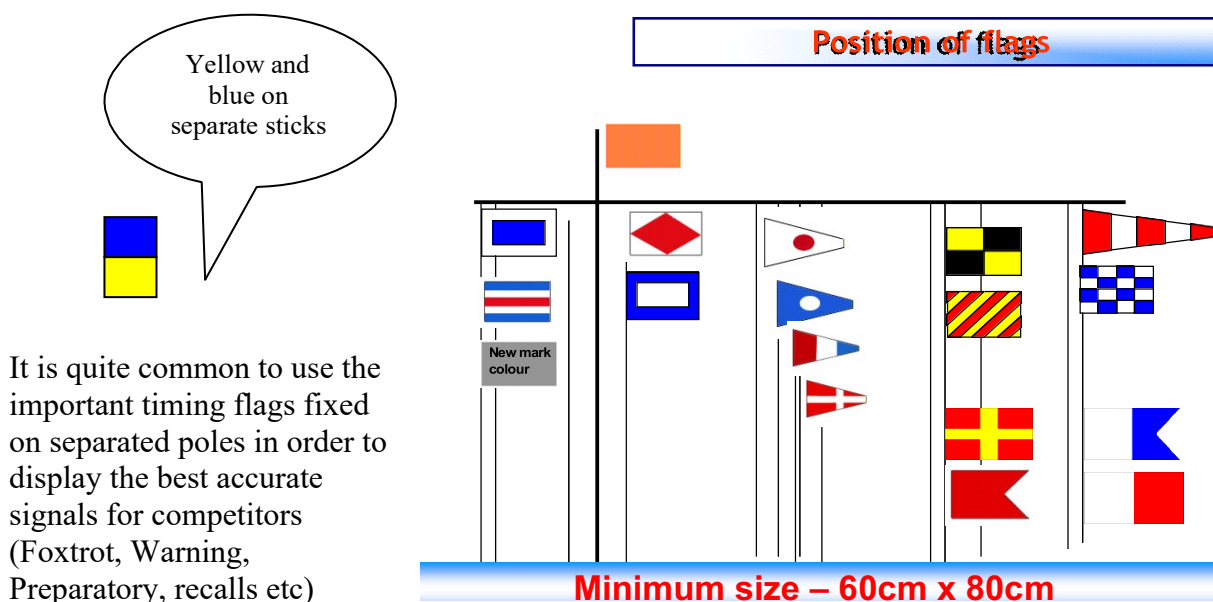 Yellow and
blue on
separate sticks
Position of flags
New mark
colour
It is quite common to use the
important timing flags fixed
on separated poles in order to
display the best accurate
signals for competitors
(Foxtrot, Warning,
Preparatory, recalls etc)
Minimum size – 60cm x 80cm